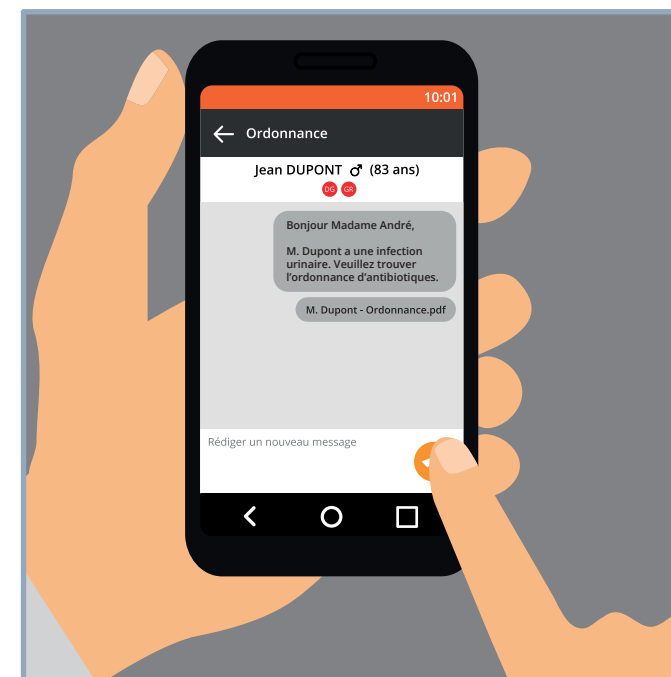 10:01
Ordonnance
Jean DUPONT ♂ (83 ans)
DG GR
Bonjour Madame André,
M. Dupont a une infection
urinaire. Veuillez trouver
l'ordonnance d'antibiotiques.
M. Dupont - Ordonnance.pdf
Rédiger un nouveau message